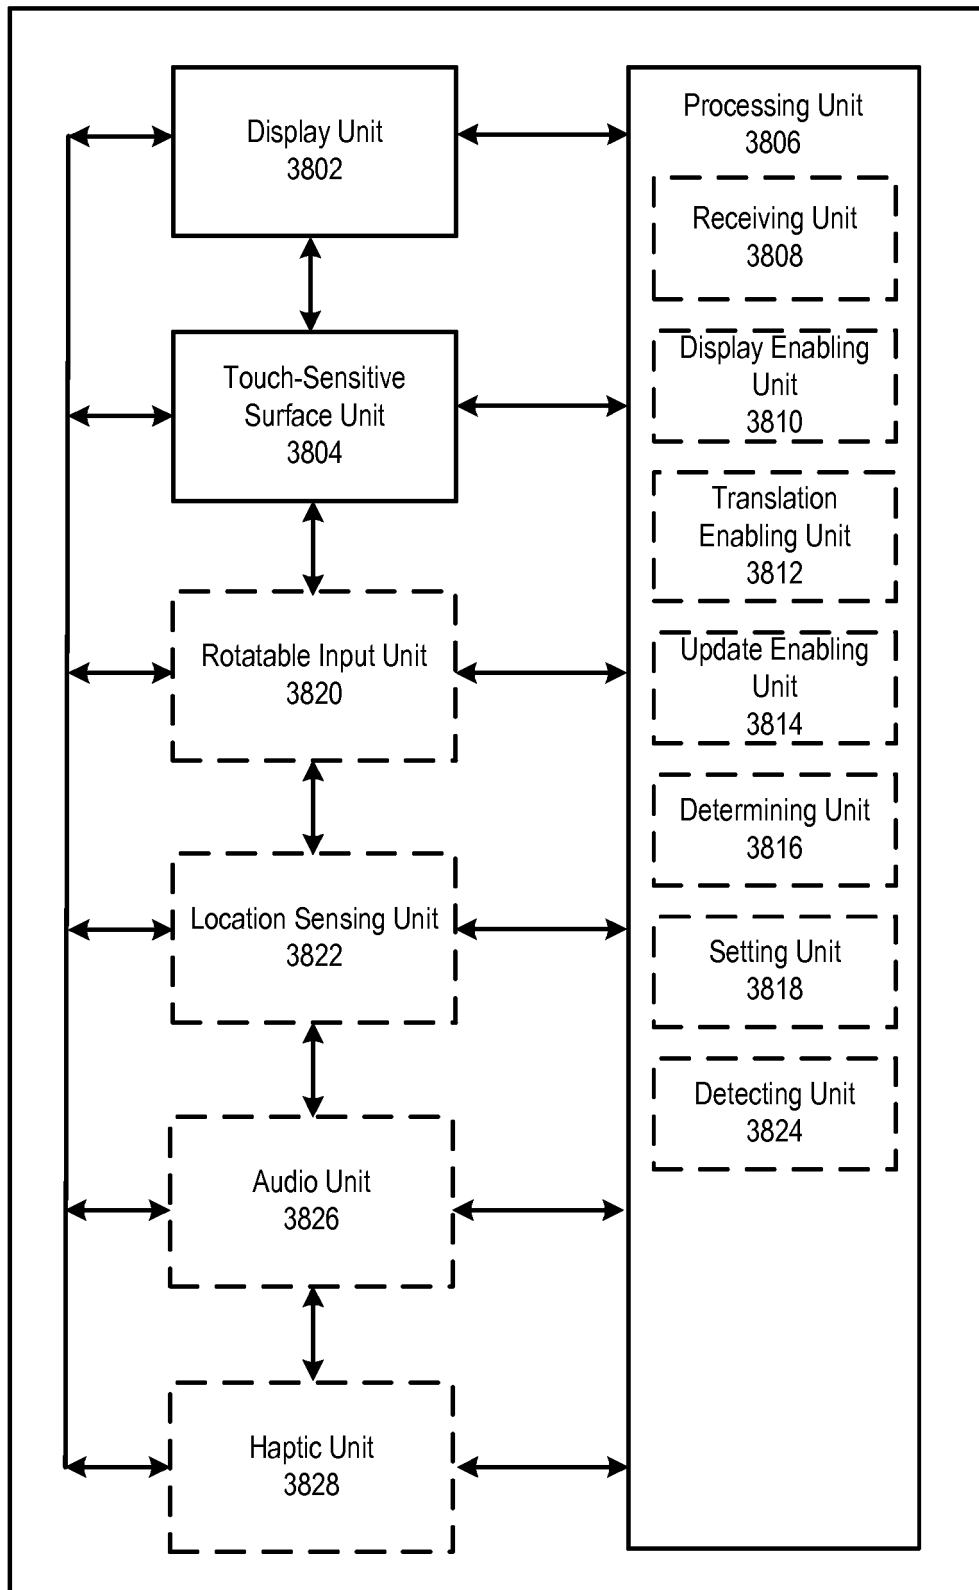 Display Unit
3802
Touch-Sensitive
Surface Unit
3804
Rotatable Input Unit
3820
Location Sensing Unit
3822
Audio Unit
3826
Haptic Unit
3828
Processing Unit
3806
Receiving Unit
3808
Display Enabling
Unit
3810
Translation
Enabling Unit
3812
Update Enabling
Unit
3814
Determining Unit
3816
Setting Unit
3818
Detecting Unit
3824